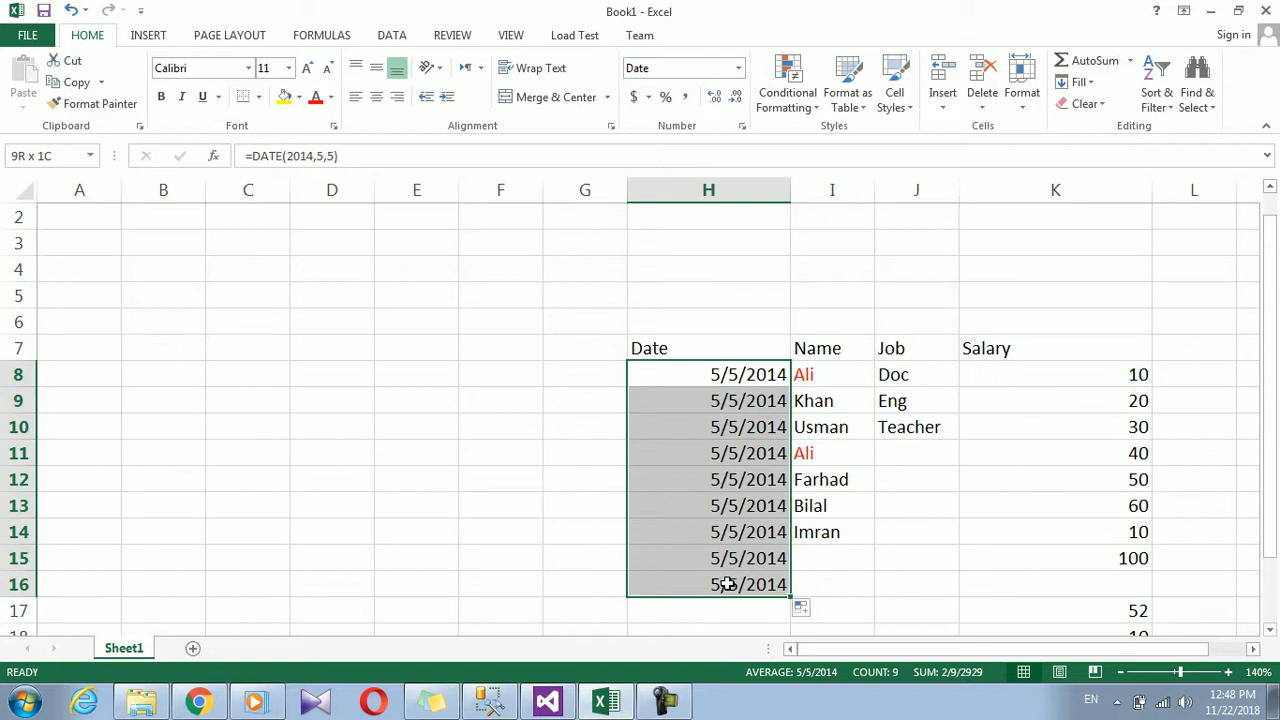 Book1 - Excel
FILE HOME INSERT PAGE LAYOUT FORMULAS DATA REVIEW VIEW Load Test Team Sign in
Paste Cut Copy Format Painter Clipboard
Calibri 11 B I U A Font
Wrap Text Merge & Center Alignment
Date $ % , Number
Conditional Formatting Format as Table Cell Styles Styles
Insert Delete Format Cells
AutoSum Fill Clear Sort & Filter Find & Select Editing
9R x 1C fx =DATE(2014,5,5)
A B C D E F G H I J K L
2
3
4
5
6
7 Date Name Job Salary
8 5/5/2014 Ali Doc 10
9 5/5/2014 Khan Eng 20
10 5/5/2014 Usman Teacher 30
11 5/5/2014 Ali 40
12 5/5/2014 Farhad 50
13 5/5/2014 Bilal 60
14 5/5/2014 Imran 10
15 5/5/2014 100
16 5/5/2014
17 52
18 10
Sheet1
READY AVERAGE: 5/5/2014 COUNT: 9 SUM: 2/9/2929 140%
EN 12:48 PM
11/22/2018